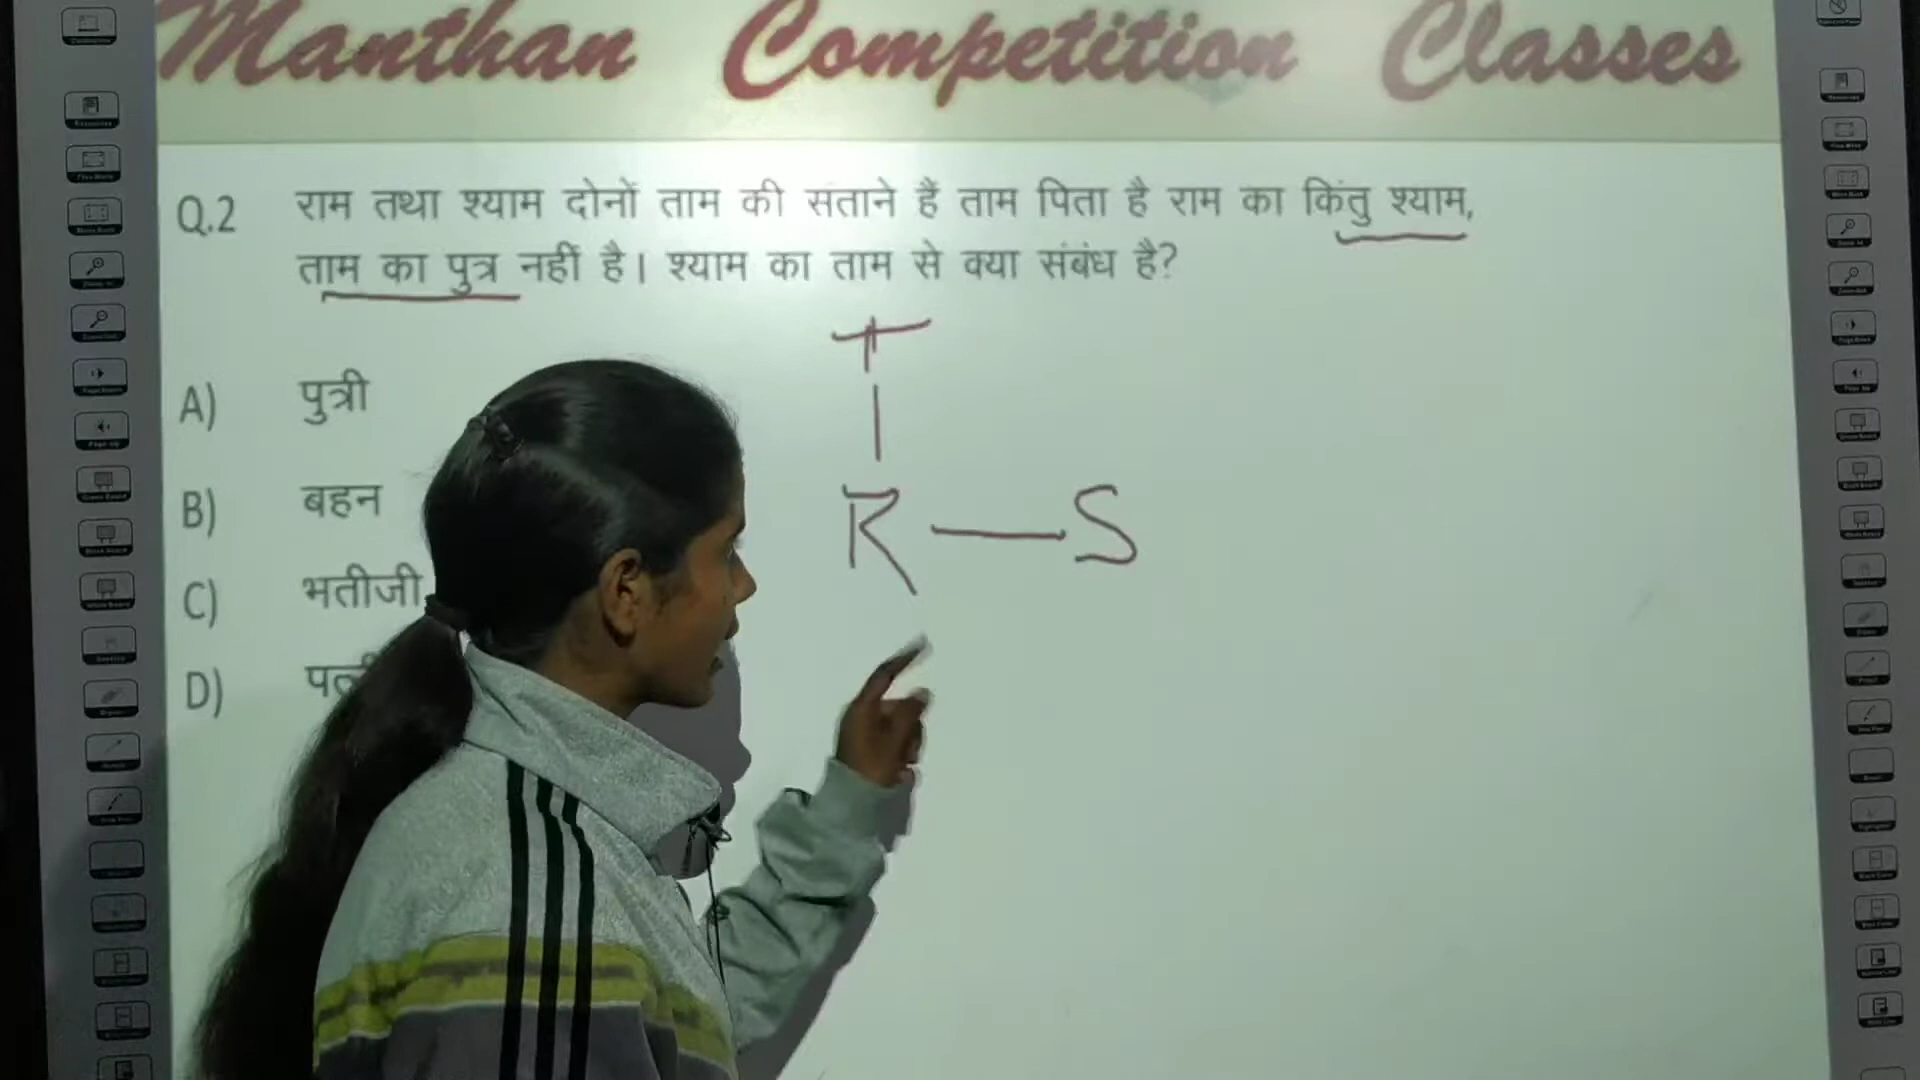 Manthan Competition Classes
Q.2 राम तथा श्याम दोनों ताम की संताने हैं ताम पिता है राम का किंतु श्याम,
ताम का पुत्र नहीं है। श्याम का ताम से क्या संबंध है?
A) पुत्री
B) बहन
C) भतीजी
D)
T
R — S